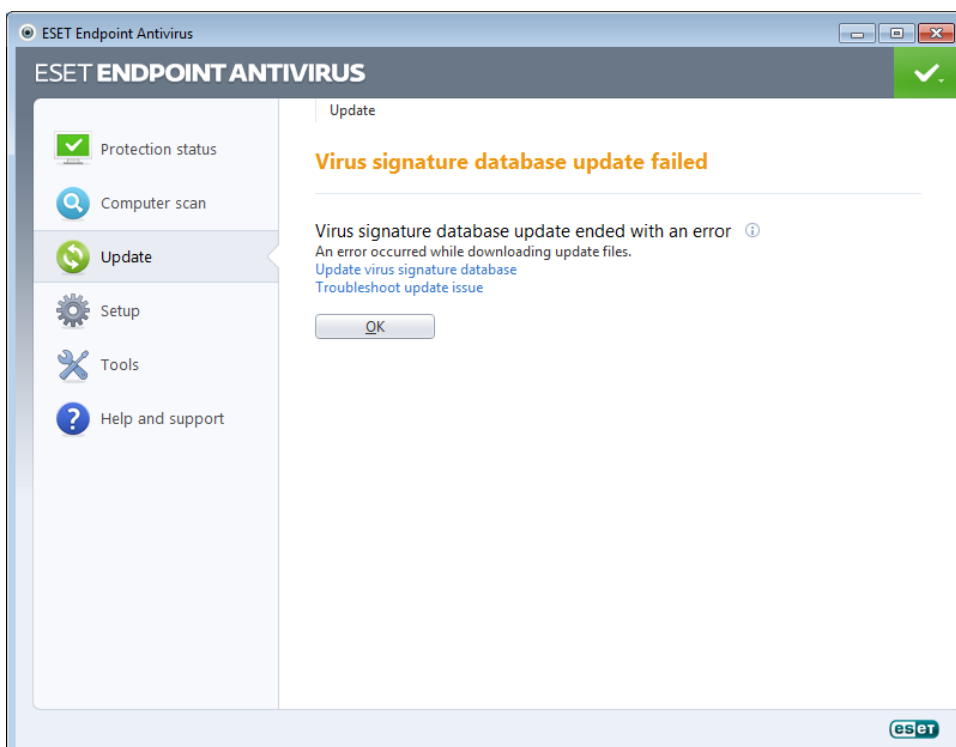 ESET Endpoint Antivirus
ESET ENDPOINT ANTIVIRUS
Update
Protection status
Virus signature database update failed
Computer scan
Virus signature database update ended with an error
An error occurred while downloading update files.
Update
Update virus signature database
Troubleshoot update issue
Setup
OK
Tools
Help and support
eseT